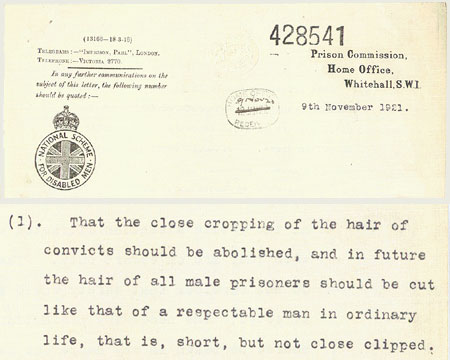 (13160—18-3-15)
TELEGRAMS:—"IMPRISON, PARL", LONDON.
TELEPHONE:—VICTORIA 2770.
In any further communications on the
subject of this letter, the following number
should be quoted:—
NATIONAL SCHEME
FOR DISABLED MEN
428541
Prison Commission,
Home Office,
Whitehall, S.W.1.
9th November 1921.
(1). That the close cropping of the hair of
convicts should be abolished, and in future
the hair of all male prisoners should be cut
like that of a respectable man in ordinary
life, that is, short, but not close clipped.